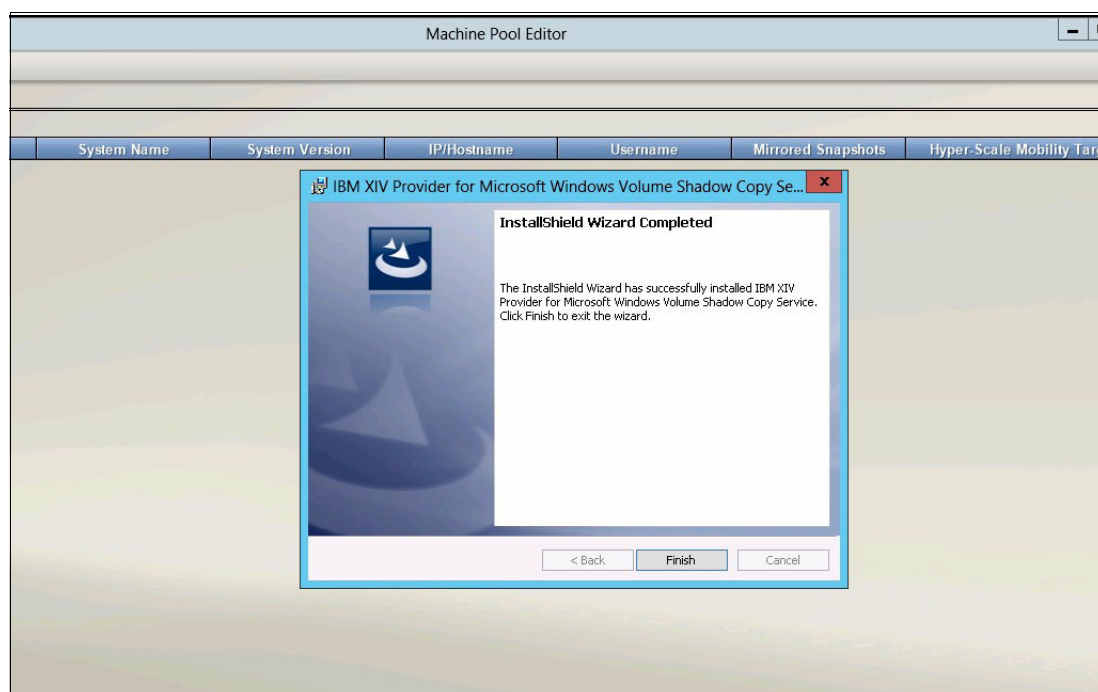 Machine Pool Editor
System Name System Version IP/Hostname Username Mirrored Snapshots Hyper-Scale Mobility
IBM XIV Provider for Microsoft Windows Volume Shadow Copy Se...
InstallShield Wizard Completed
The InstallShield Wizard has successfully installed IBM XIV
Provider for Microsoft Windows Volume Shadow Copy Service.
Click Finish to exit the wizard.
< Back Finish Cancel